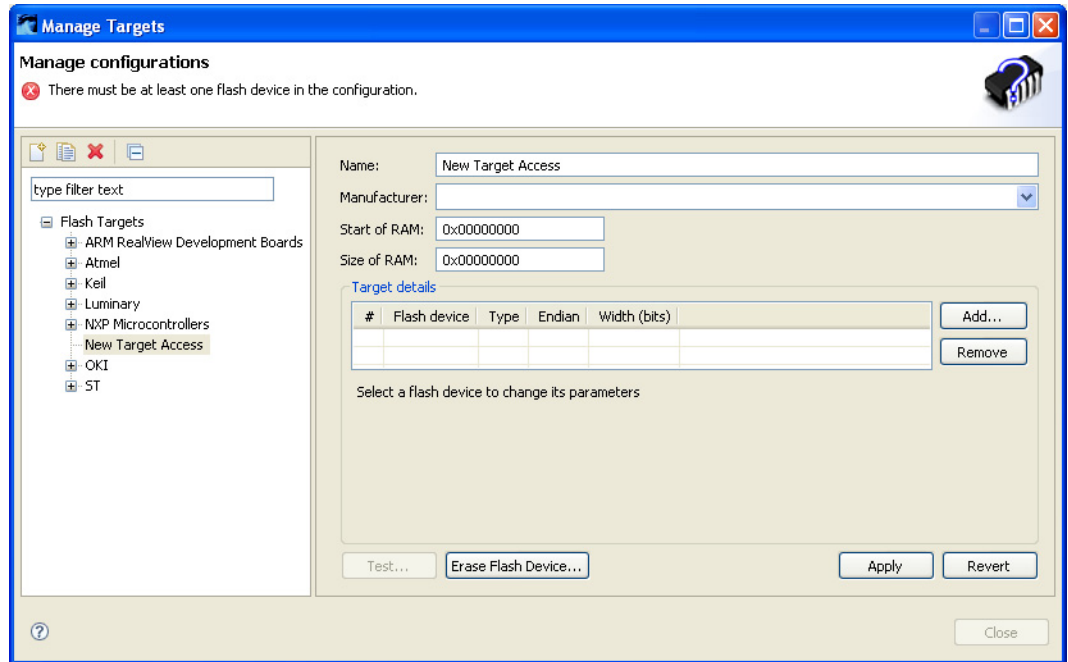 Manage Targets
Manage configurations
There must be at least one flash device in the configuration.
type filter text
Flash Targets
ARM RealView Development Boards
Atmel
Keil
Luminary
NXP Microcontrollers
New Target Access
OKI
ST
Name: New Target Access
Manufacturer:
Start of RAM: 0x00000000
Size of RAM: 0x00000000
Target details
# Flash device Type Endian Width (bits)
Add...
Remove
Select a flash device to change its parameters
Test... Erase Flash Device... Apply Revert
Close